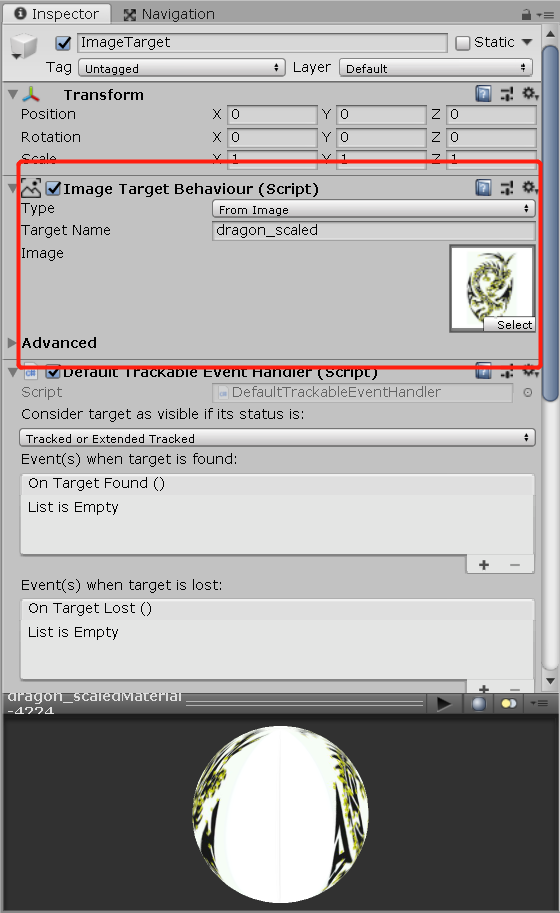 Inspector Navigation
ImageTarget Static
Tag Untagged Layer Default
Transform
Position X 0 Y 0 Z 0
Rotation X 0 Y 0 Z 0
Scale X 1 Y 1 Z 1
Image Target Behaviour (Script)
Type From Image
Target Name dragon_scaled
Image
Select
Advanced
Default Trackable Event Handler (Script)
Script c# DefaultTrackableEventHandler
Consider target as visible if its status is:
Tracked or Extended Tracked
Event(s) when target is found:
On Target Found ()
List is Empty
Event(s) when target is lost:
On Target Lost ()
List is Empty
dragon_scaledMaterial
-4224